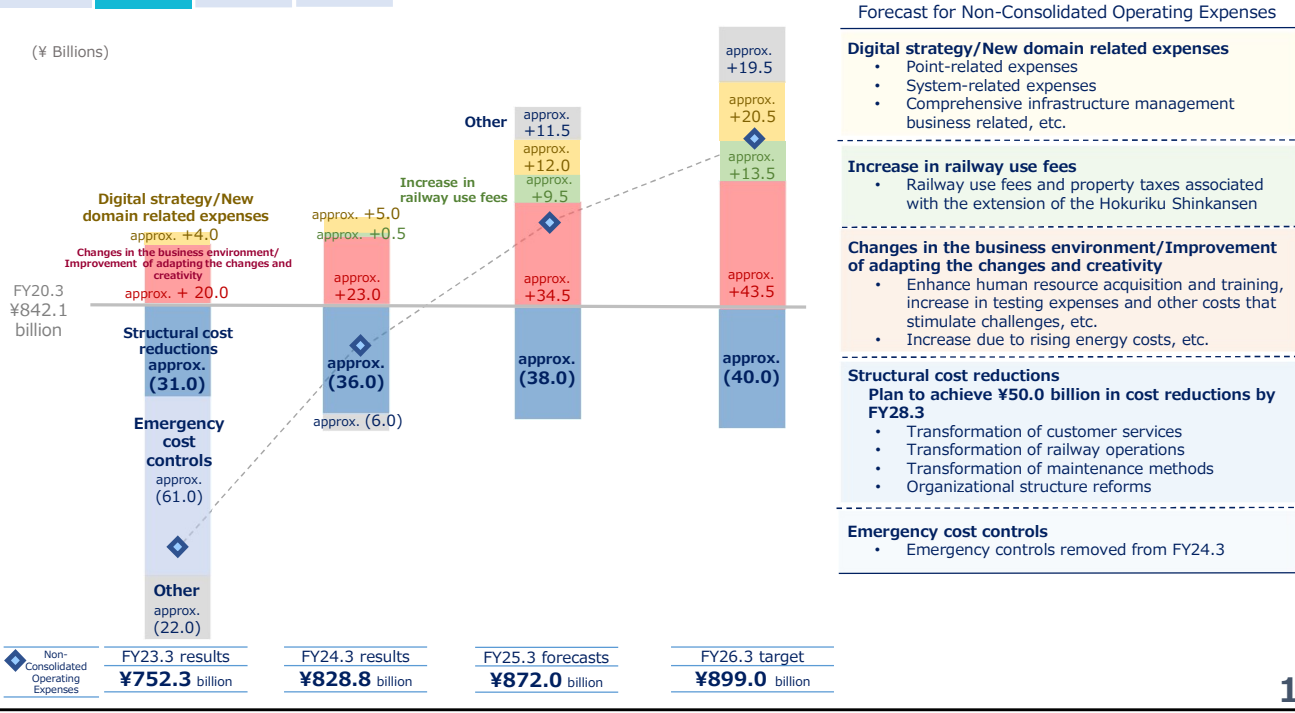 Forecast for Non-Consolidated Operating Expenses
(¥ Billions)
Digital strategy/New
domain related expenses
approx. +4.0
Changes in the business environment/
Improvement of adapting the changes and
creativity
approx. + 20.0
FY20.3
¥842.1
billion
Structural cost
reductions
approx.
(31.0)
Emergency
cost
controls
approx.
(61.0)
Other
approx.
(22.0)
approx. +5.0
approx. +0.5
approx.
+23.0
approx.
(36.0)
approx. (6.0)
Other
approx.
+11.5
approx.
+12.0
Increase in
railway use fees
approx.
+9.5
approx.
+34.5
approx.
(38.0)
approx.
+19.5
approx.
+20.5
approx.
+13.5
approx.
+43.5
approx.
(40.0)
Digital strategy/New domain related expenses
• Point-related expenses
• System-related expenses
• Comprehensive infrastructure management
business related, etc.
Increase in railway use fees
• Railway use fees and property taxes associated
with the extension of the Hokuriku Shinkansen
Changes in the business environment/Improvement
of adapting the changes and creativity
• Enhance human resource acquisition and training,
increase in testing expenses and other costs that
stimulate challenges, etc.
• Increase due to rising energy costs, etc.
Structural cost reductions
Plan to achieve ¥50.0 billion in cost reductions by
FY28.3
• Transformation of customer services
• Transformation of railway operations
• Transformation of maintenance methods
• Organizational structure reforms
Emergency cost controls
• Emergency controls removed from FY24.3
Non-
Consolidated
Operating
Expenses
FY23.3 results
¥752.3 billion
FY24.3 results
¥828.8 billion
FY25.3 forecasts
¥872.0 billion
FY26.3 target
¥899.0 billion
1